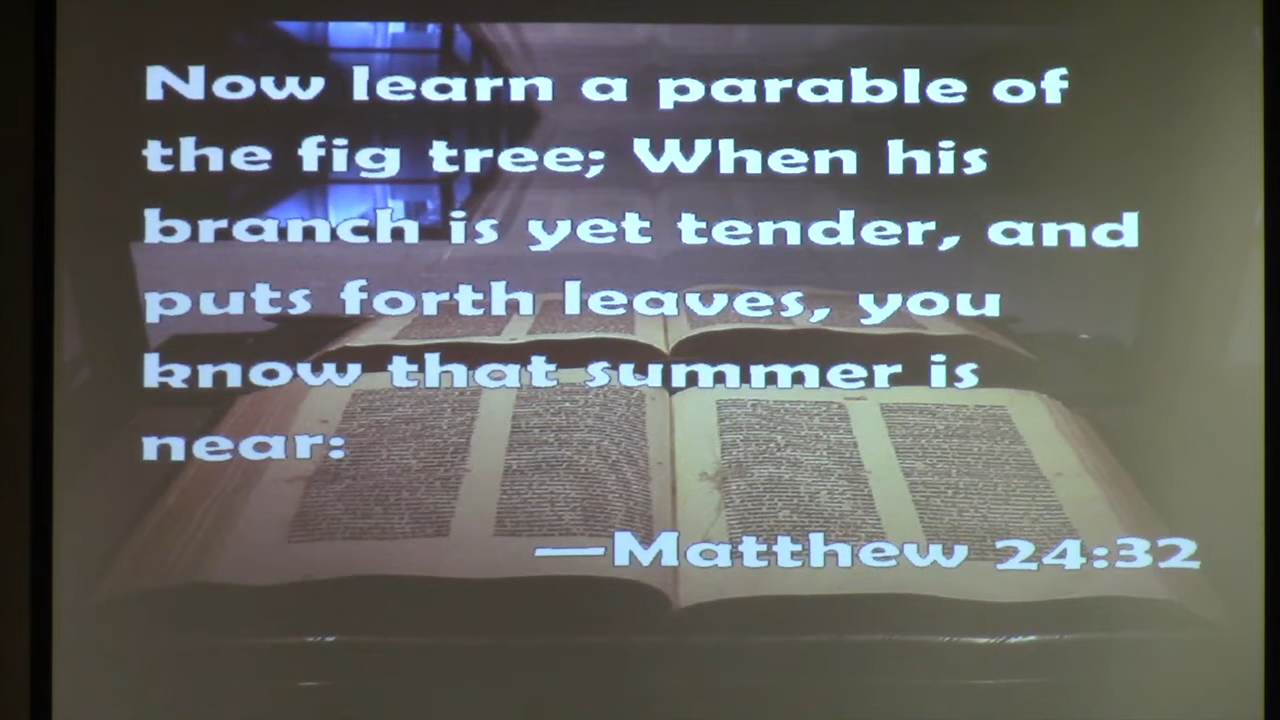 Now learn a parable of
the fig tree; When his
branch is yet tender, and
puts forth leaves, you
know that summer is
near:
—Matthew 24:32